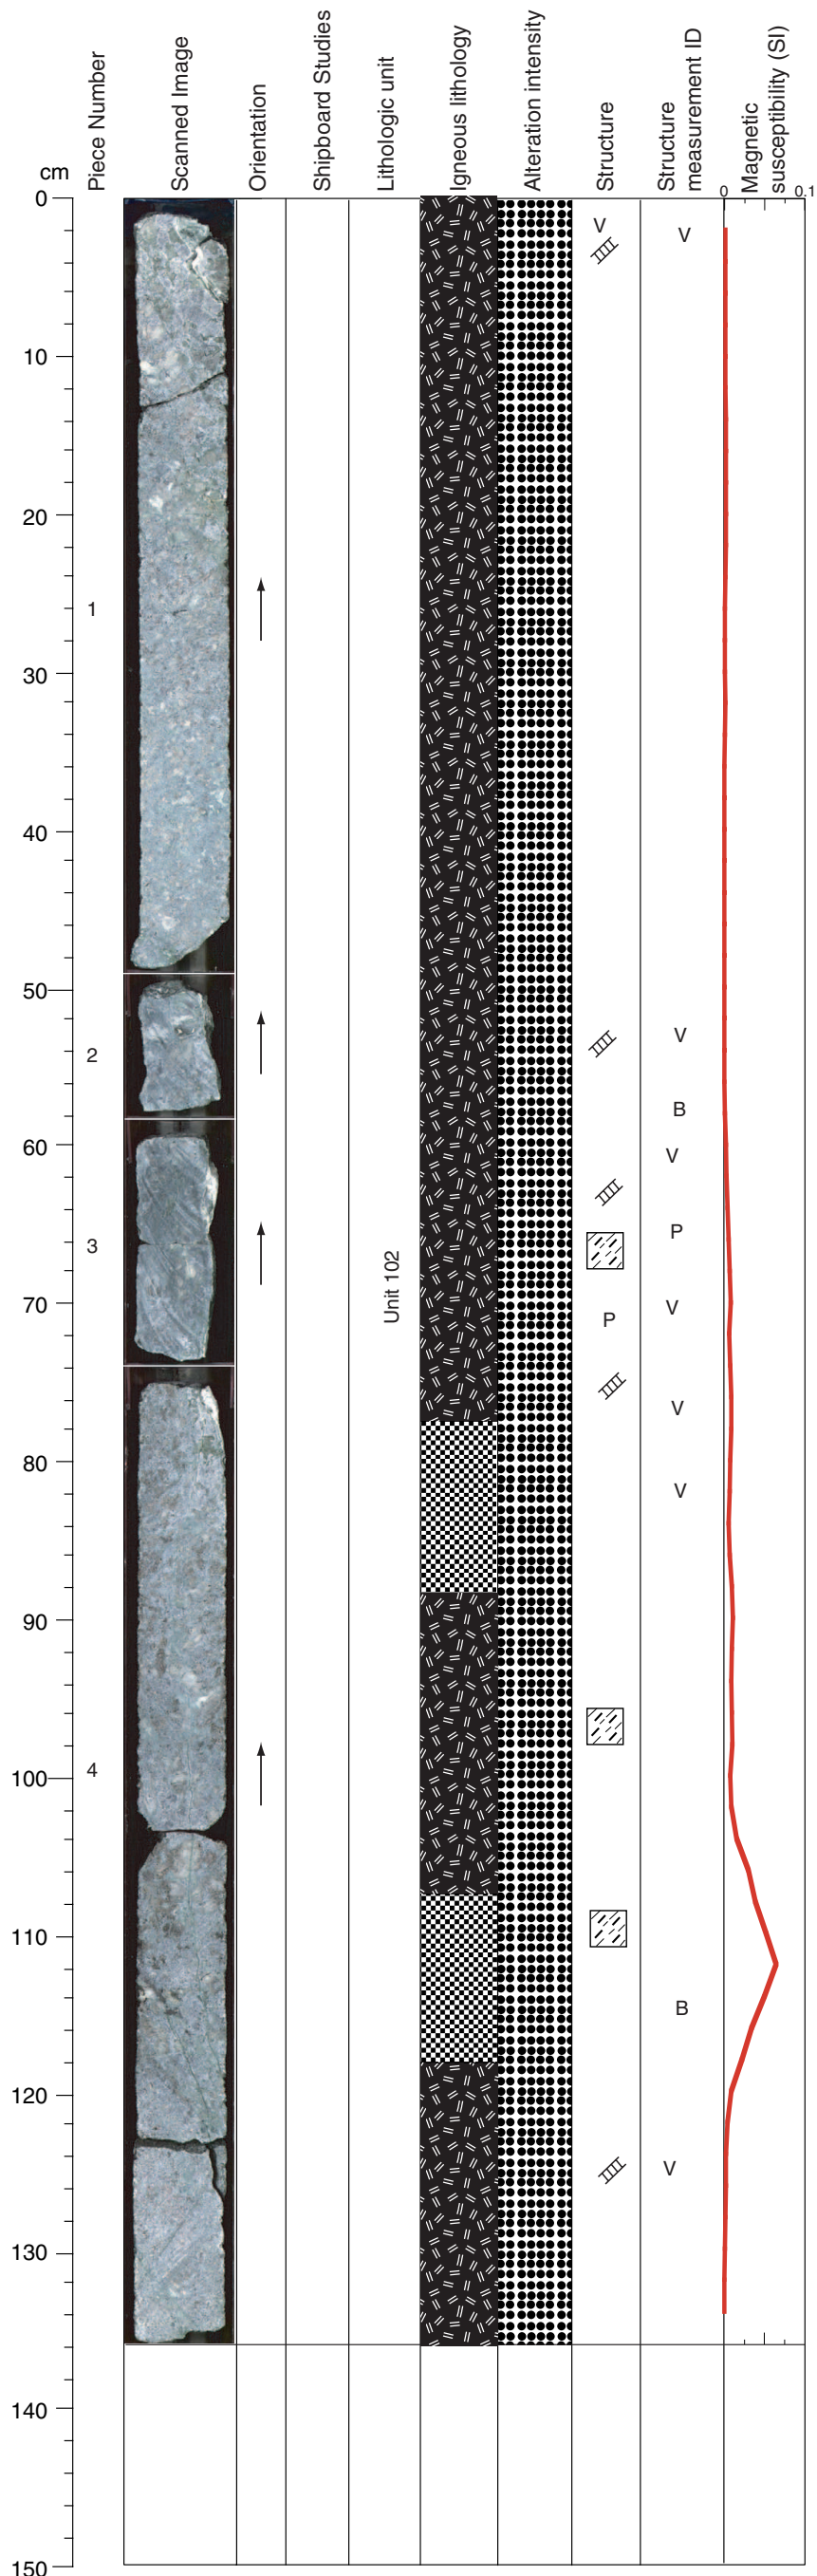 cm
Piece Number
Scanned Image
Orientation
Shipboard Studies
Lithologic unit
Igneous lithology
Alteration intensity
Structure
Structure
measurement ID
Magnetic
susceptibility (SI)
0
0.1
0
V
V
10
20
1
30
40
50
V
2
B
60
V
P
3
Unit 102
70
V
P
V
80
V
90
4
100
110
B
120
V
130
140
150